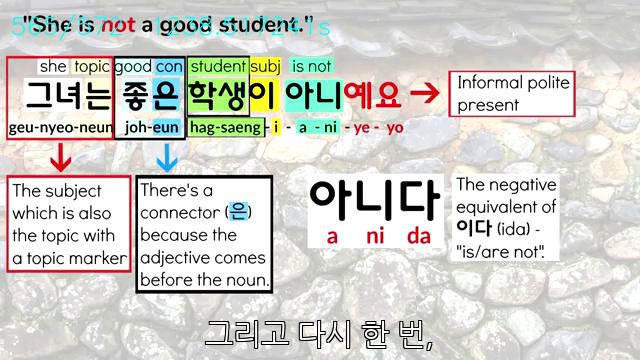 "She is not a good student."
she topic good con student subj is not
그녀는 좋은 학생이 아니예요
geu-nyeo-neun joh-eun hag-saeng - i - a - ni - ye - yo
Informal polite
present
The subject
which is also
the topic with
a topic marker
There's a
connector (은)
because the
adjective comes
before the noun.
아니다
a ni da
The negative
equivalent of
이다 (ida) -
"is/are not".
그리고 다시 한 번,